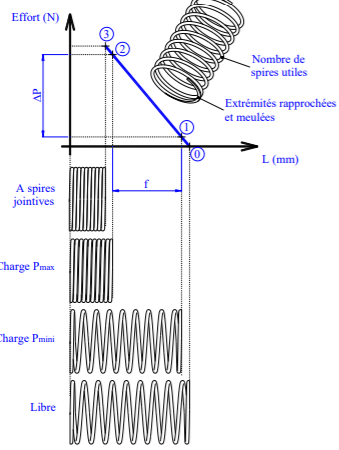 Effort (N)
3
2
Nombre de
spires utiles
ΔP
Extrémités rapprochées
et meulées
1
0
L (mm)
f
A spires
jointives
Charge Pmax
Charge Pmini
Libre